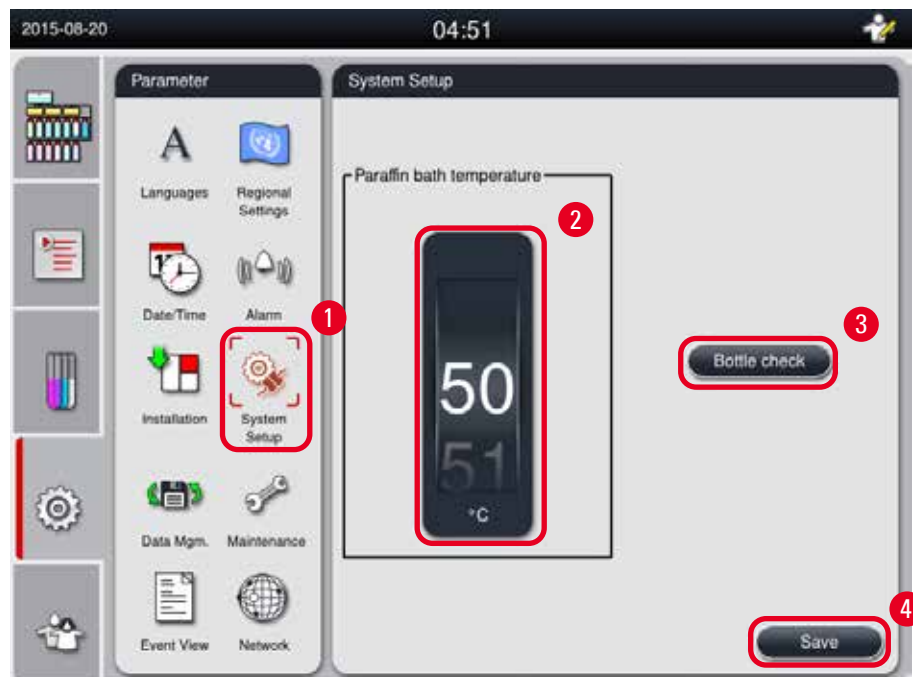 2015-08-20
04:51
Parameter
System Setup
A
Languages
Regional
Settings
Date/Time
Alarm
Installation
System
Setup
Data Mgm.
Maintenance
Event View
Network
Paraffin bath temperature
50
51
°C
Bottle check
Save
1
2
3
4